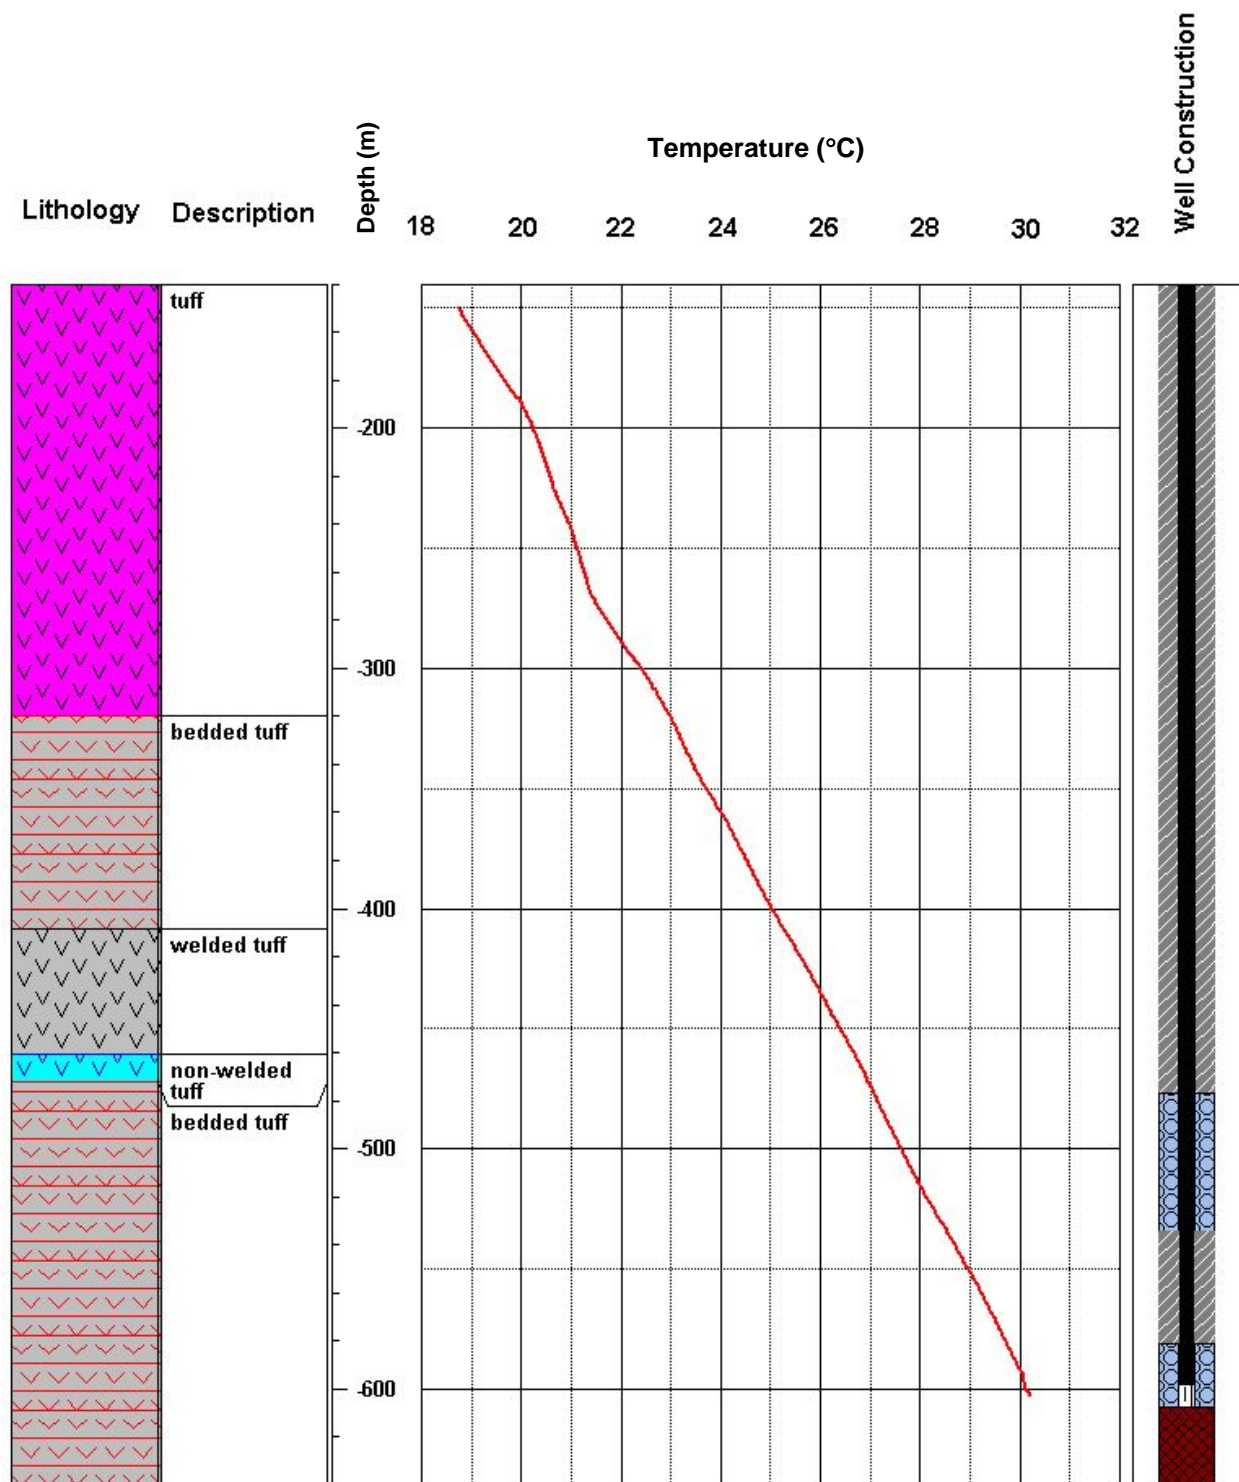 Well Construction
Temperature (°C)
Depth (m)
Lithology
Description
18 20 22 24 26 28 30 32
tuff
-200
-300
bedded tuff
-400
welded tuff
non-welded
tuff
bedded tuff
-500
-600